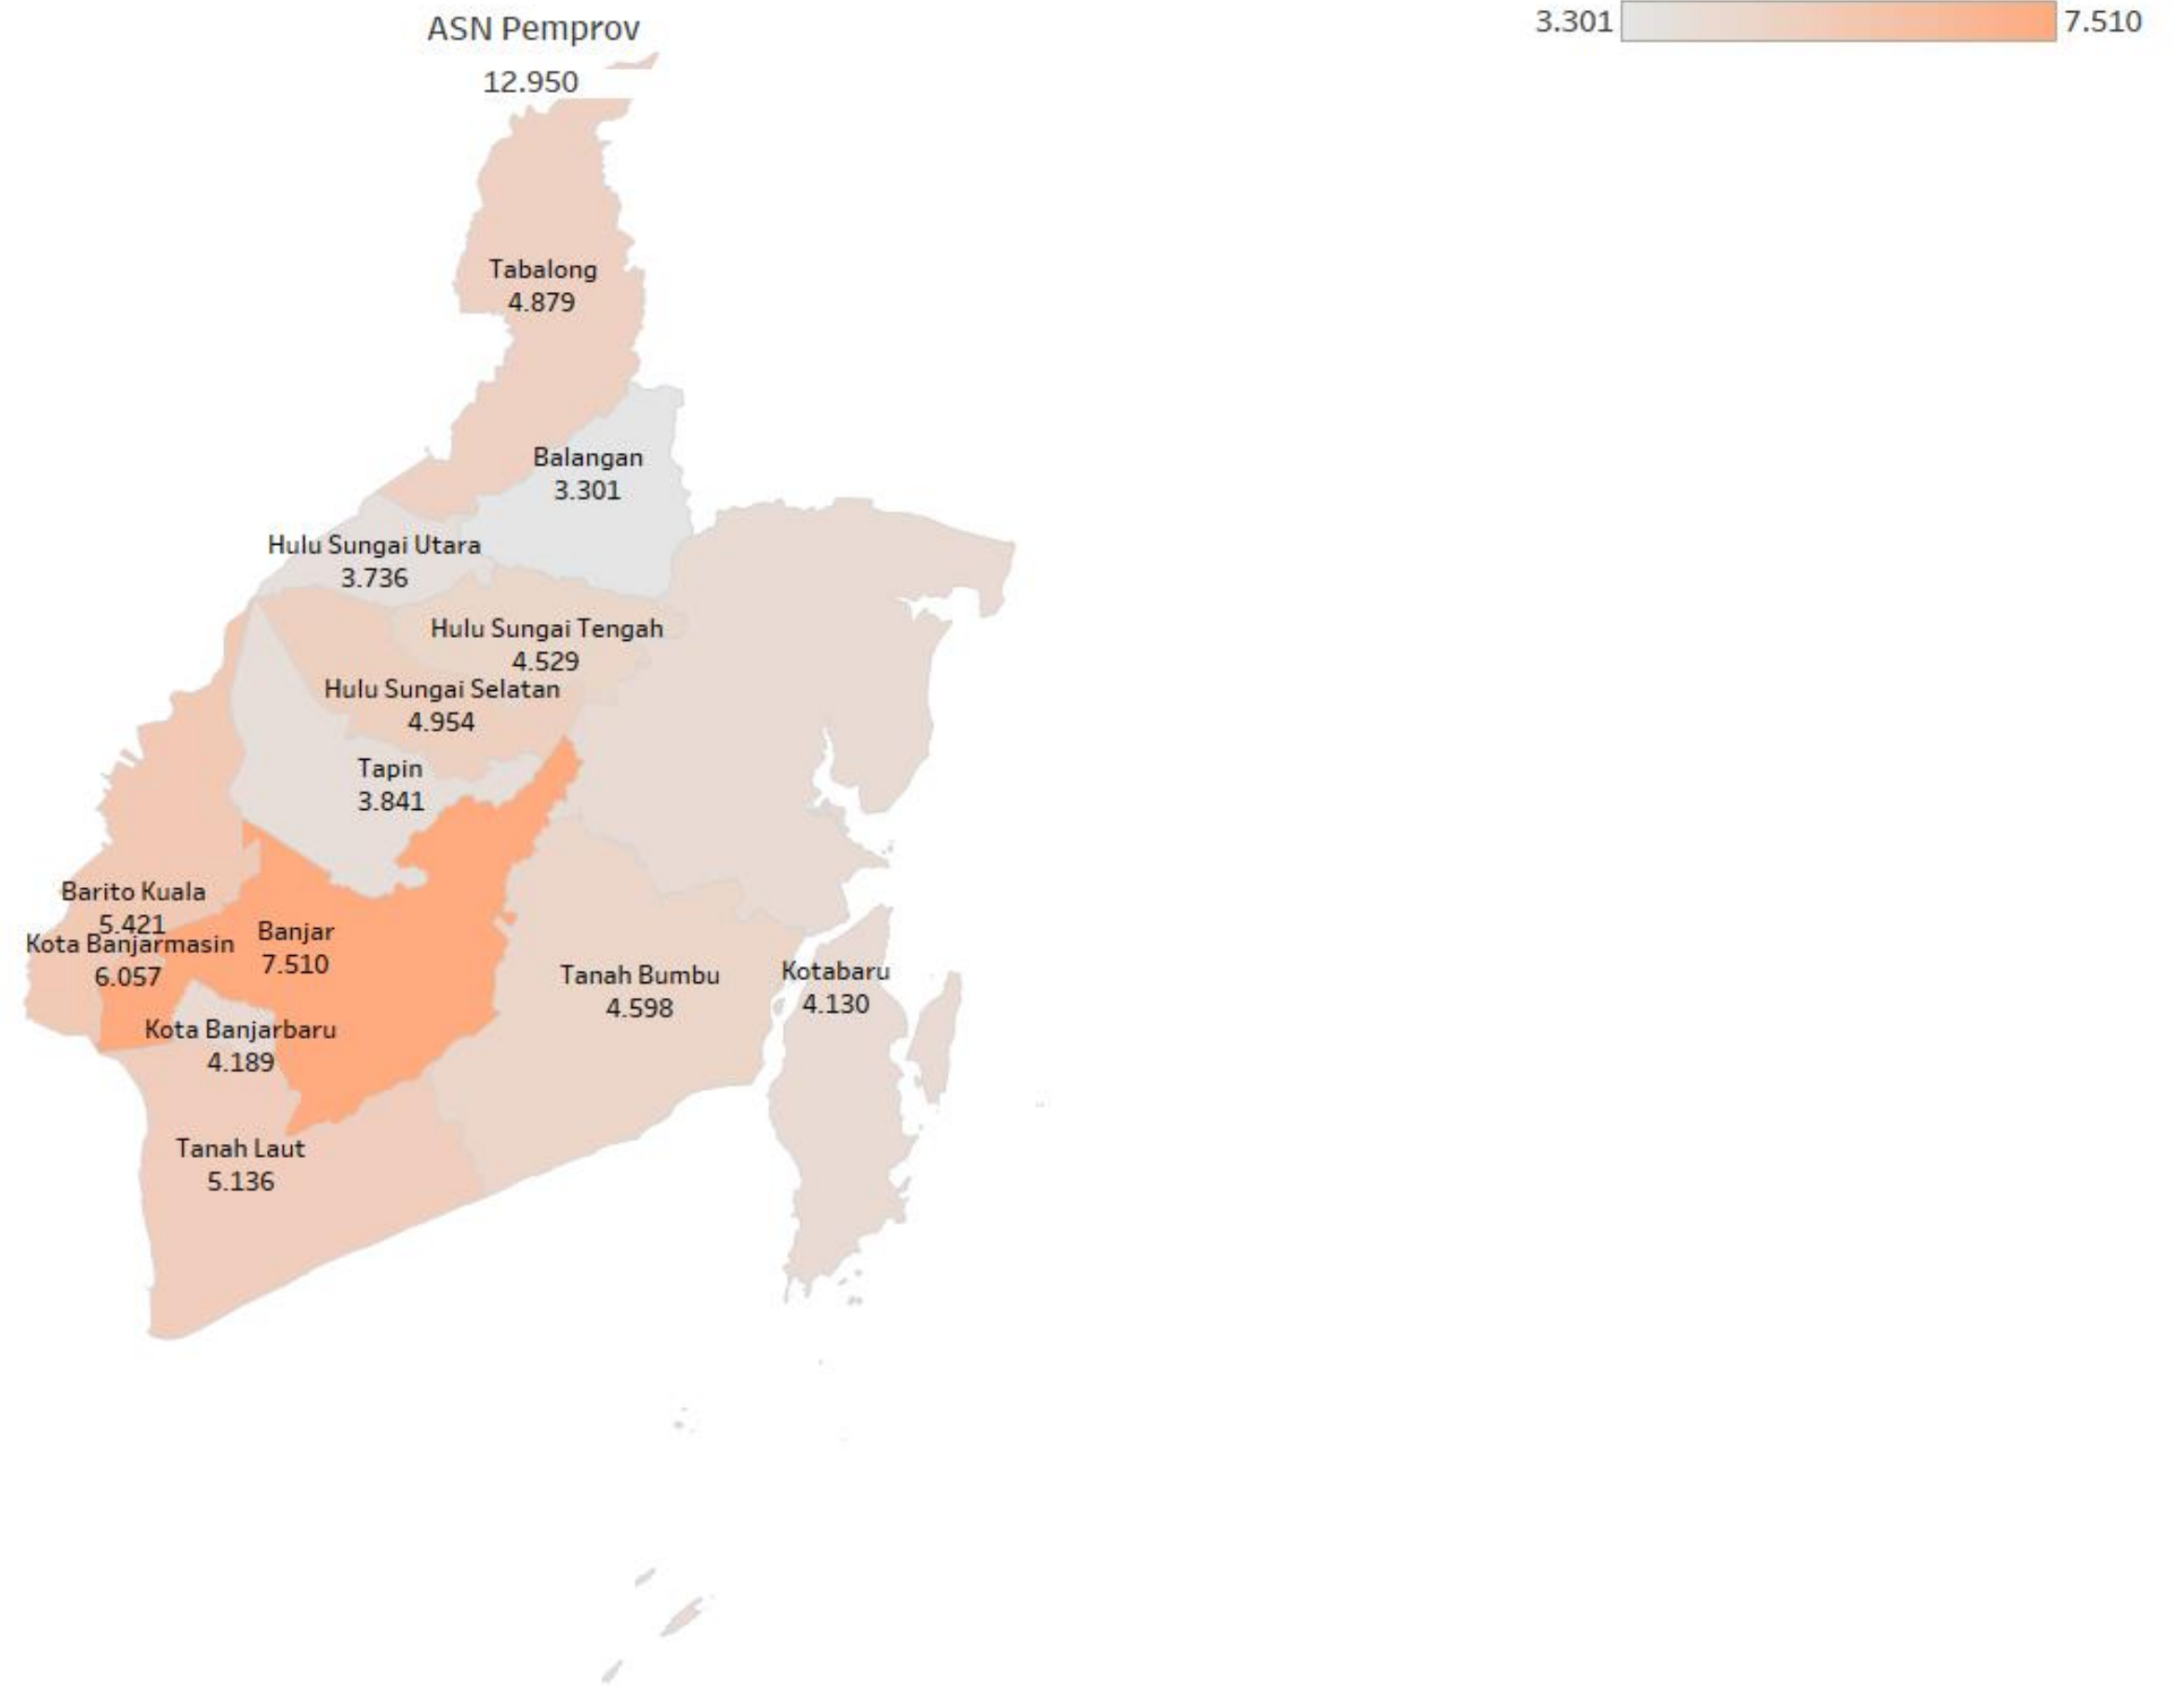 ASN Pemprov
12.950
3.301
7.510
Tabalong
4.879
Balangan
3.301
Hulu Sungai Utara
3.736
Hulu Sungai Tengah
4.529
Hulu Sungai Selatan
4.954
Tapin
3.841
Barito Kuala
5.421
Kota Banjarmasin
6.057
Banjar
7.510
Tanah Bumbu
4.598
Kotabaru
4.130
Kota Banjarbaru
4.189
Tanah Laut
5.136